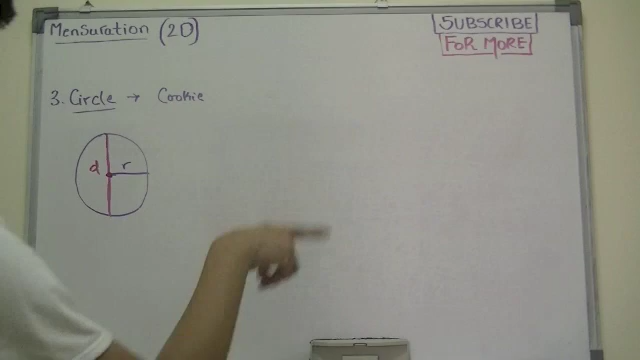 Mensuration (2D)
SUBSCRIBE
FOR MORE
3. Circle → Cookie
d r